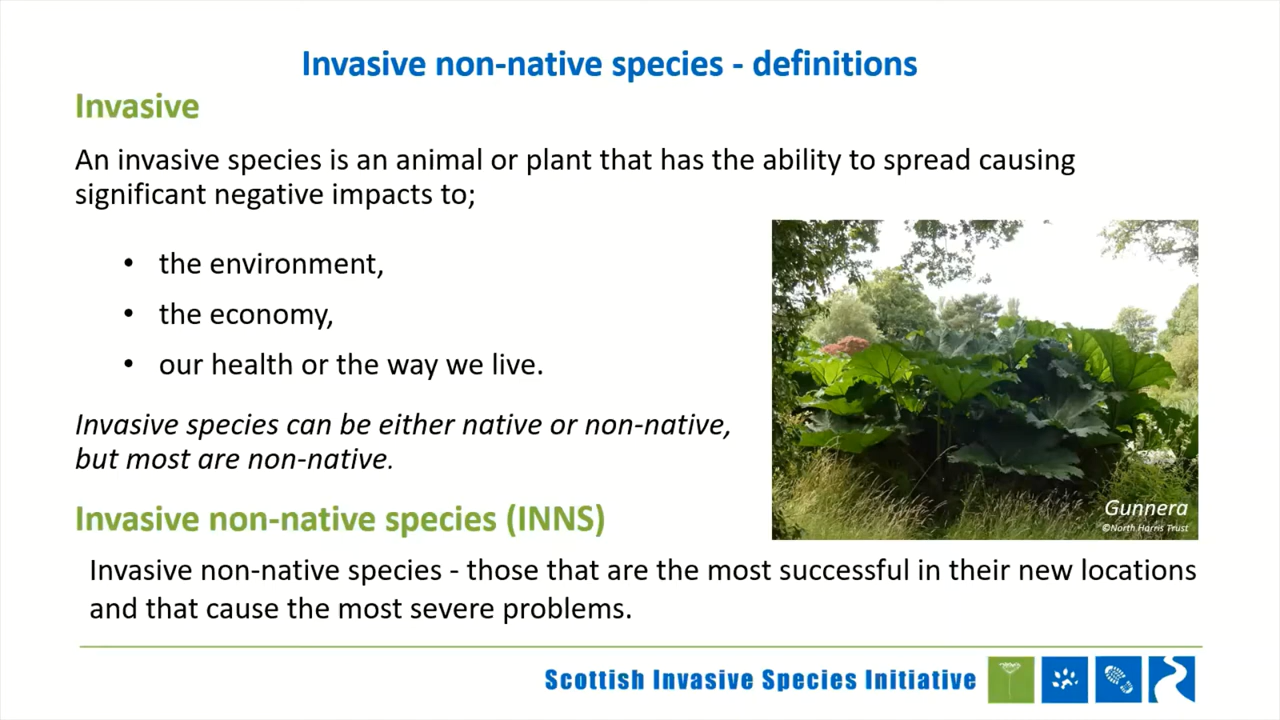 Invasive non-native species - definitions
Invasive
An invasive species is an animal or plant that has the ability to spread causing
significant negative impacts to;
• the environment,
• the economy,
• our health or the way we live.
Invasive species can be either native or non-native,
but most are non-native.
Gunnera
©North Harris Trust
Invasive non-native species (INNS)
Invasive non-native species - those that are the most successful in their new locations
and that cause the most severe problems.
Scottish Invasive Species Initiative